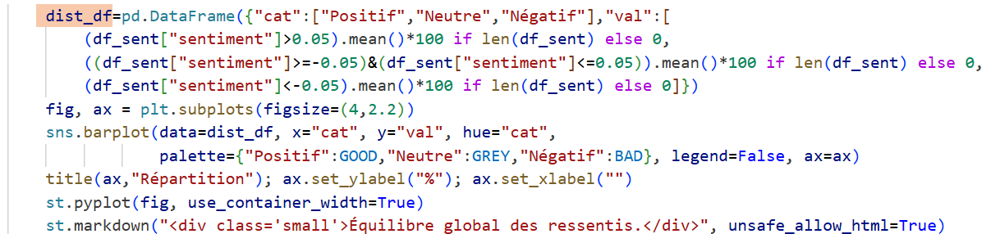 dist_df=pd.DataFrame({"cat":["Positif","Neutre","Négatif"],"val":[
    (df_sent["sentiment"]>0.05).mean()*100 if len(df_sent) else 0,
    ((df_sent["sentiment"]>=-0.05)&(df_sent["sentiment"]<=0.05)).mean()*100 if len(df_sent) else 0,
    (df_sent["sentiment"]<-0.05).mean()*100 if len(df_sent) else 0]})
fig, ax = plt.subplots(figsize=(4,2.2))
sns.barplot(data=dist_df, x="cat", y="val", hue="cat",
            palette={"Positif":GOOD,"Neutre":GREY,"Négatif":BAD}, legend=False, ax=ax)
title(ax,"Répartition"); ax.set_ylabel("%"); ax.set_xlabel("")
st.pyplot(fig, use_container_width=True)
st.markdown("<div class='small'>Équilibre global des ressentis.</div>", unsafe_allow_html=True)